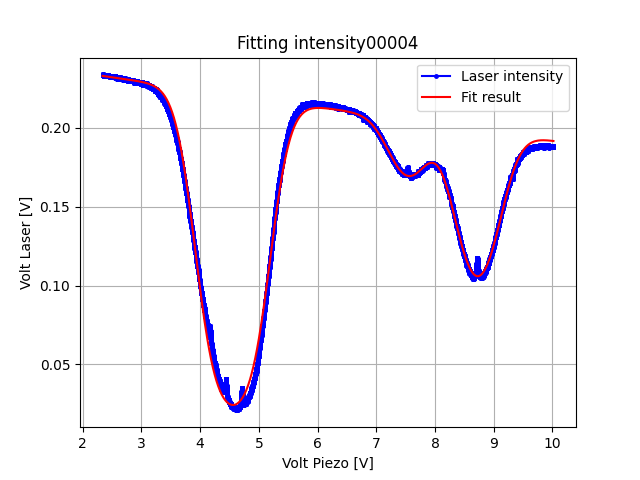 Fitting intensity00004
Laser intensity
Fit result
0.20
0.15
0.10
0.05
Volt Laser [V]
2 3 4 5 6 7 8 9 10
Volt Piezo [V]